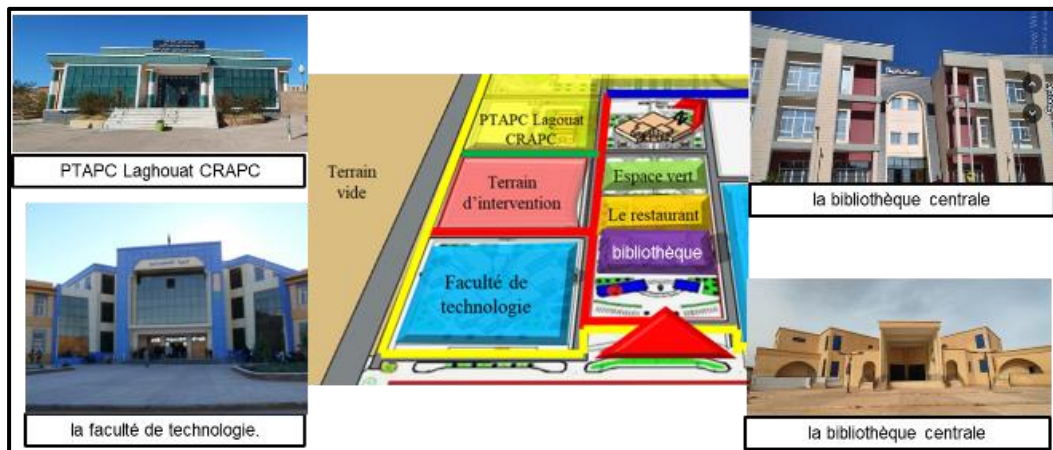 PTAPC Laghouat CRAPC
la faculté de technologie.
Terrain
vide
PTAPC Lagouat
CRAPC
Terrain
d'intervention
Faculté de
technologie
Espace vert
Le restaurant
bibliothèque
la bibliothèque centrale
la bibliothèque centrale